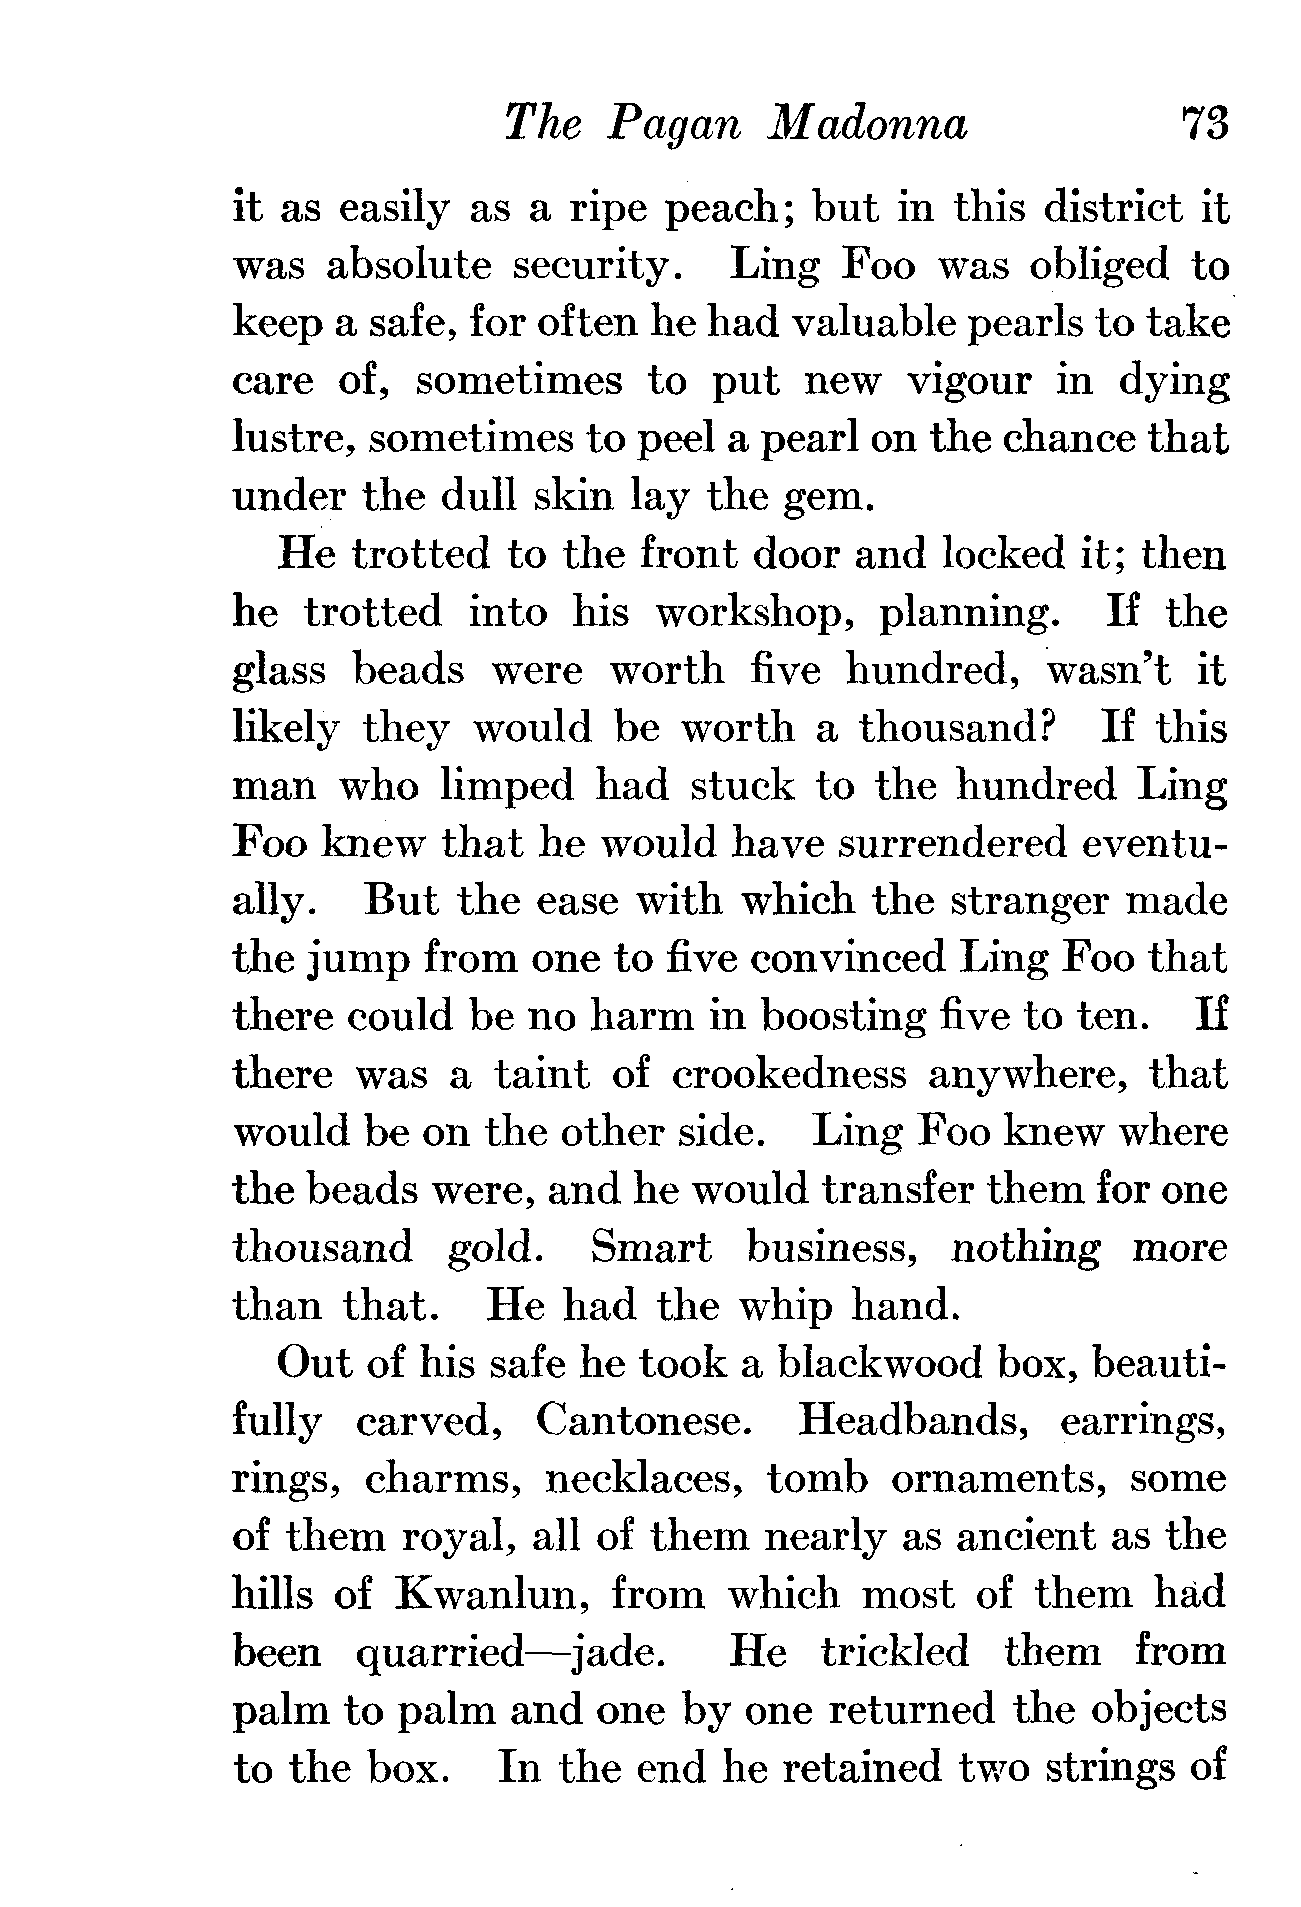 The Pagan Madonna 73
it as easily as a ripe peach; but in this district it
was absolute security. Ling Foo was obliged to
keep a safe, for often he had valuable pearls to take
care of, sometimes to put new vigour in dying
lustre, sometimes to peel a pearl on the chance that
under the dull skin lay the gem.
He trotted to the front door and locked it; then
he trotted into his workshop, planning. If the
glass beads were worth five hundred, wasn't it
likely they would be worth a thousand? If this
man who limped had stuck to the hundred Ling
Foo knew that he would have surrendered eventu-
ally. But the ease with which the stranger made
the jump from one to five convinced Ling Foo that
there could be no harm in boosting five to ten. If
there was a taint of crookedness anywhere, that
would be on the other side. Ling Foo knew where
the beads were, and he would transfer them for one
thousand gold. Smart business, nothing more
than that. He had the whip hand.
Out of his safe he took a blackwood box, beauti-
fully carved, Cantonese. Headbands, earrings,
rings, charms, necklaces, tomb ornaments, some
of them royal, all of them nearly as ancient as the
hills of Kwanlun, from which most of them had
been quarried—jade. He trickled them from
palm to palm and one by one returned the objects
to the box. In the end he retained two strings of